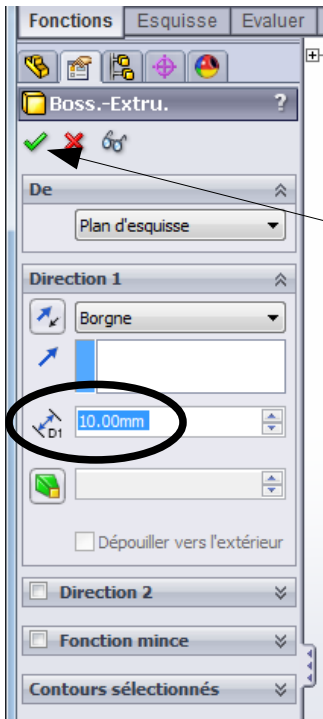 Fonctions Esquisse Evaluer
Boss.-Extru. ?
De
Plan d'esquisse
Direction 1
Borgne
D1 10.00mm
Dépouiller vers l'extérieur
Direction 2
Fonction mince
Contours sélectionnés